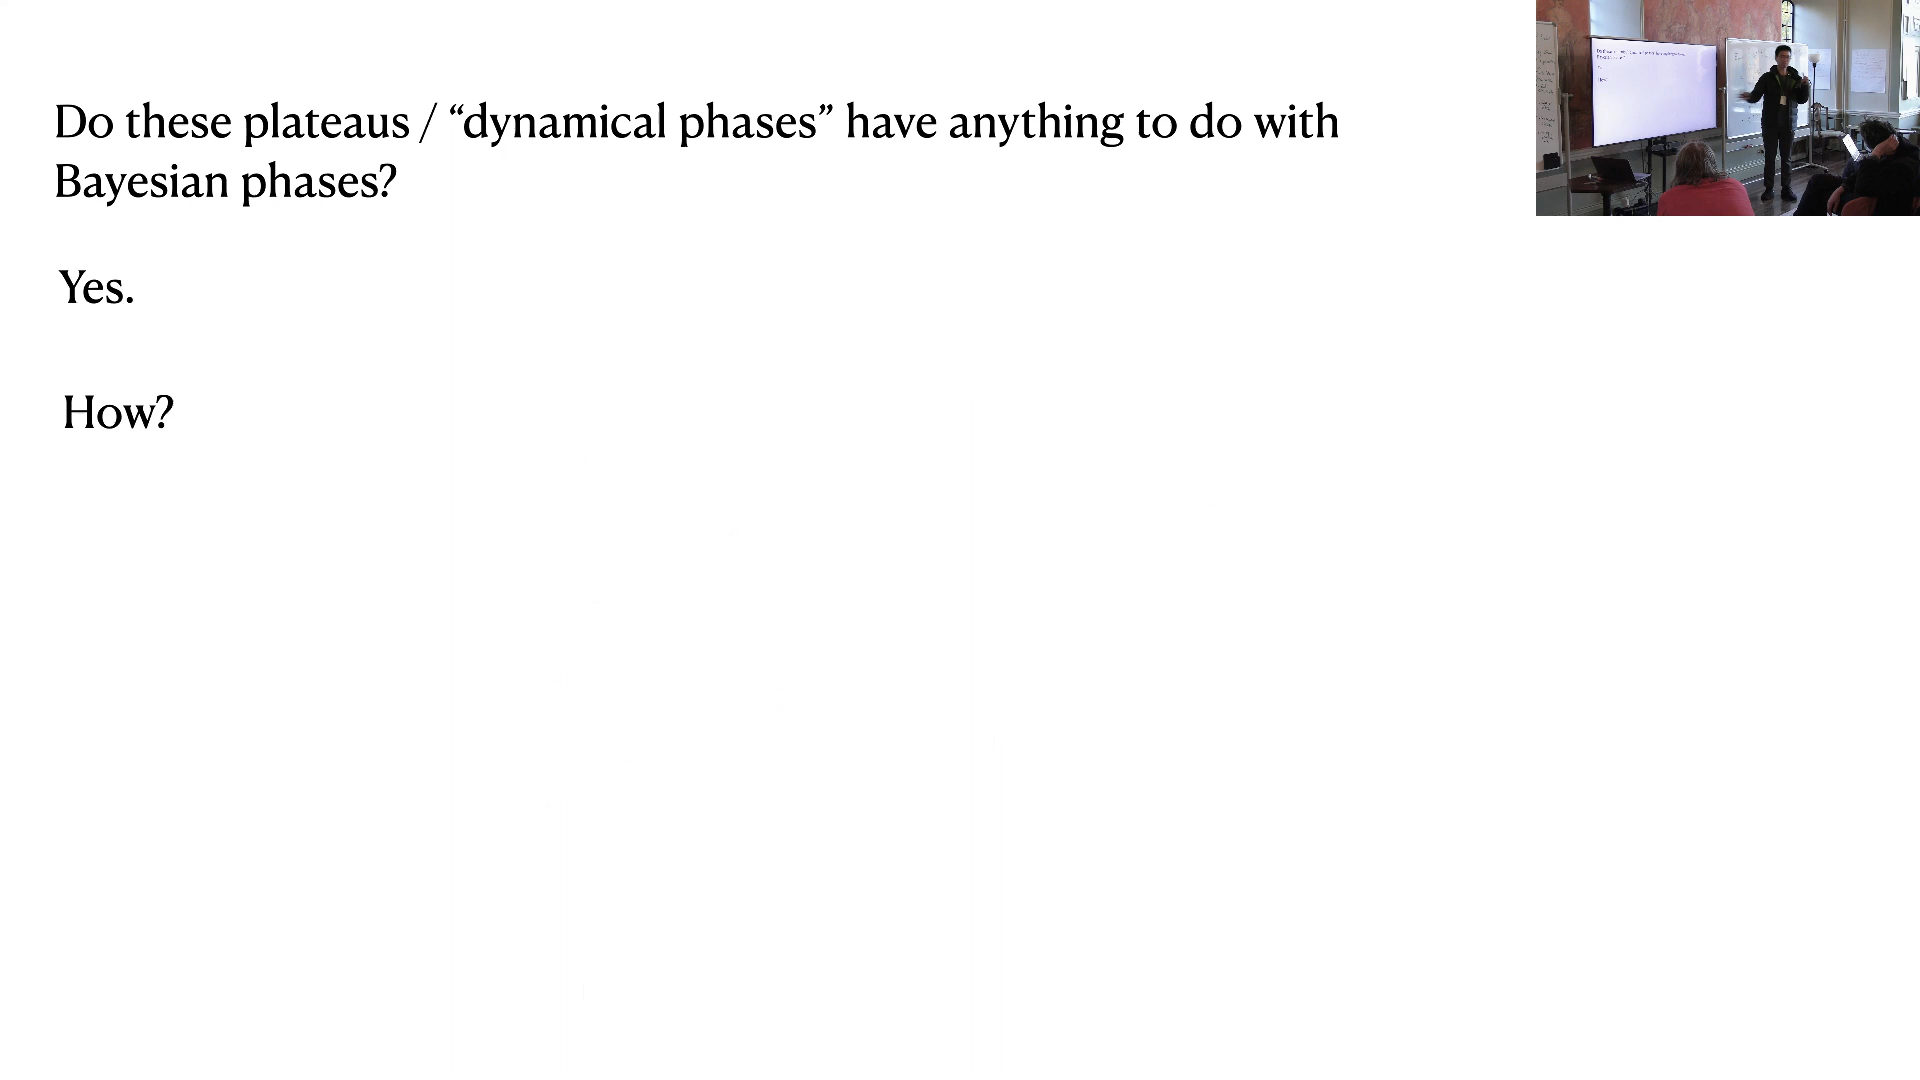 Do these plateaus / “dynamical phases” have anything to do with
Bayesian phases?
Yes.
How?